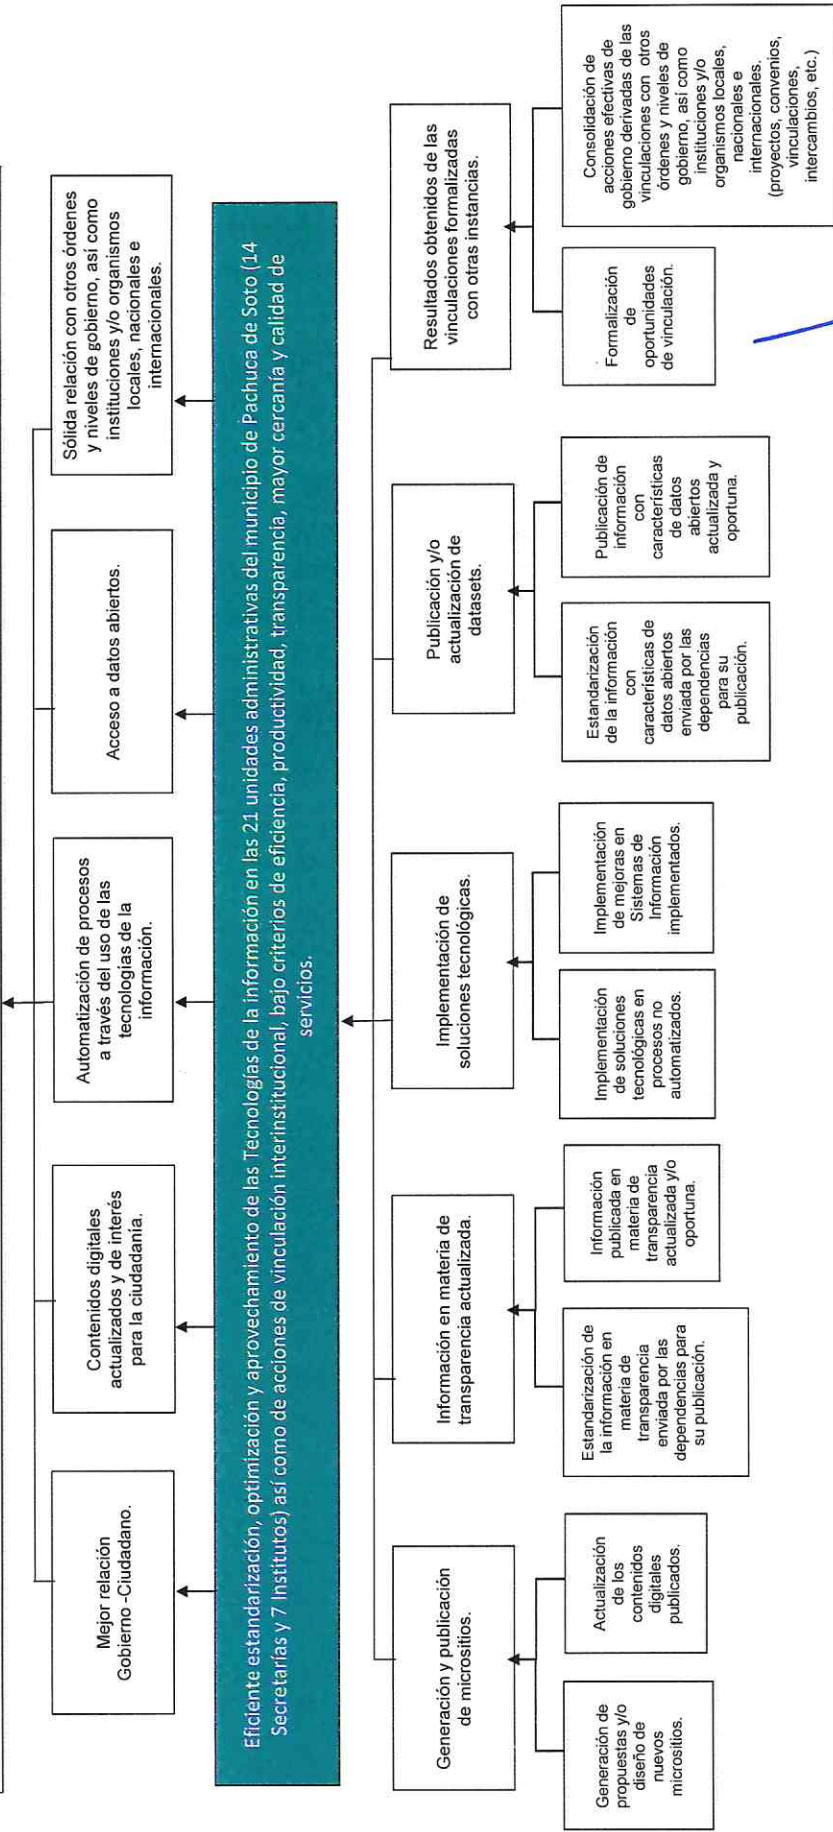 Mejor relación
Gobierno -Ciudadano.
Contenidos digitales
actualizados y de interés
para la ciudadanía.
Automatización de procesos
a través del uso de las
tecnologías de la
información.
Acceso a datos abiertos.
Sólida relación con otros órdenes
y niveles de gobierno, así como
instituciones y/o organismos
locales, nacionales e
internacionales.
Eficiente estandarización, optimización y aprovechamiento de las Tecnologías de la información en las 21 unidades administrativas del municipio de Pachuca de Soto (14
Secretarías y 7 Institutos) así como de acciones de vinculación interinstitucional, bajo criterios de eficiencia, productividad, transparencia, mayor cercanía y calidad de
servicios.
Generación y publicación
de micrositios.
Información en materia de
transparencia actualizada.
Implementación de
soluciones tecnológicas.
Publicación y/o
actualización de
datasets.
Resultados obtenidos de las
vinculaciones formalizadas
con otras instancias.
Generación de
propuestas y/o
diseño de
nuevos
micrositios.
Actualización
de los
contenidos
digitales
publicados.
Estandarización de
la información en
materia de
transparencia
enviada por las
dependencias para
su publicación.
Información
publicada en
materia de
transparencia
actualizada y/o
oportuna.
Implementación
de soluciones
tecnológicas en
procesos no
automatizados.
Implementación
de mejoras en
Sistemas de
Información
implementados.
Estandarización
de la información
con
características de
datos abiertos
enviada por las
dependencias
para su
publicación.
Publicación de
información
con
características
de datos
abiertos
actualizada y
oportuna.
Formalización
de
oportunidades
de vinculación.
Consolidación de
acciones efectivas de
gobierno derivadas de las
vinculaciones con otros
órdenes y niveles de
gobierno, así como
instituciones y/o
organismos locales,
nacionales e
internacionales.
(proyectos, convenios,
vinculaciones,
intercambios, etc.)